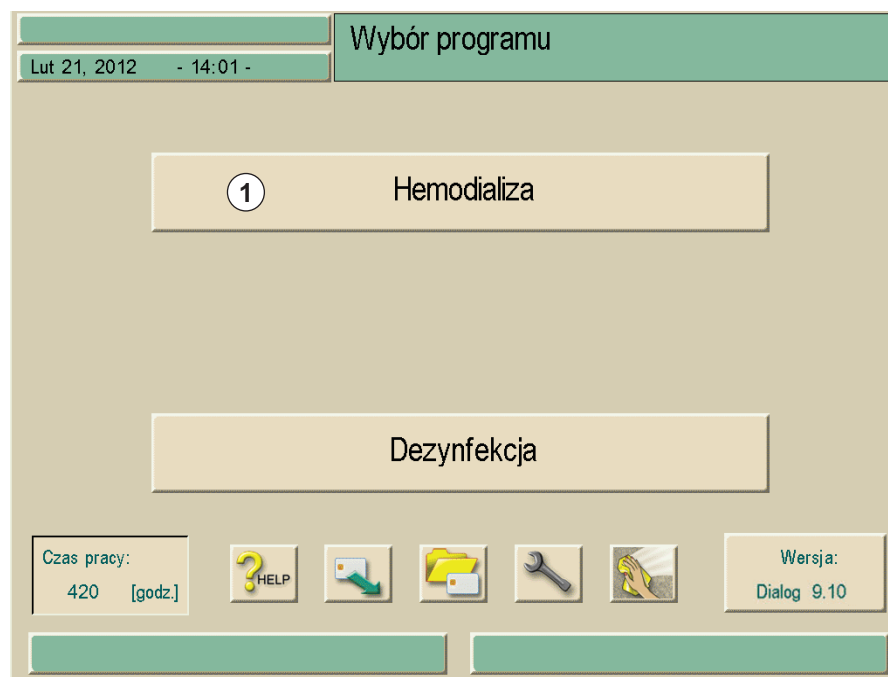 Wybór programu
Lut 21, 2012 - 14:01 -
1 Hemodializa
Dezynfekcja
Czas pracy:
420 [godz.]
HELP
Wersja:
Dialog 9.10